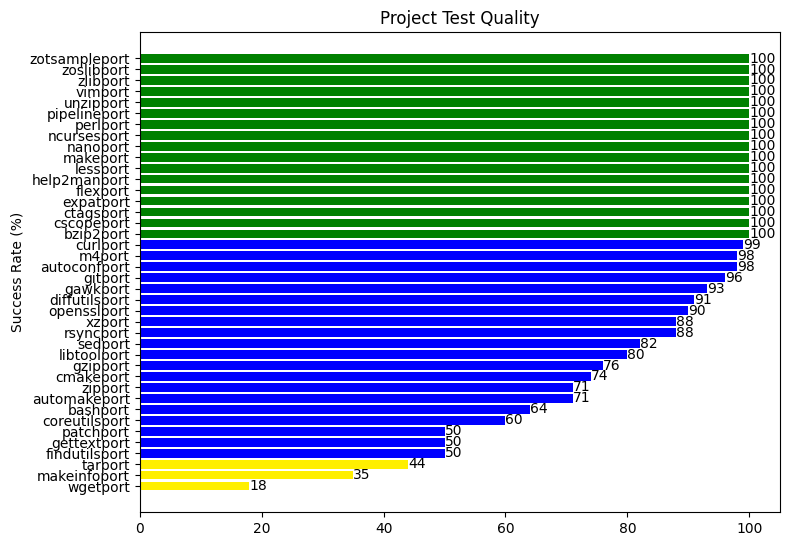 Project Test Quality
zotsampleport 100
zoslibport 100
zlibport 100
vimport 100
unzipport 100
pipelineport 100
perlport 100
ncursesport 100
nanoport 100
makeport 100
lessport 100
help2manport 100
flexport 100
expatport 100
ctagsport 100
cscopeport 100
bzip2port 100
curlport 99
m4port 98
autoconfport 98
gitport 96
gawkport 93
diffutilsport 91
opensslport 90
xzport 88
rsyncport 88
sedport 82
libtoolport 80
gzipport 76
cmakeport 74
zipport 71
automakeport 71
bashport 64
coreutilsport 60
patchport 50
gettextport 50
findutilsport 50
tarport 44
makeinfoport 35
wgetport 18
Success Rate (%)
0 20 40 60 80 100